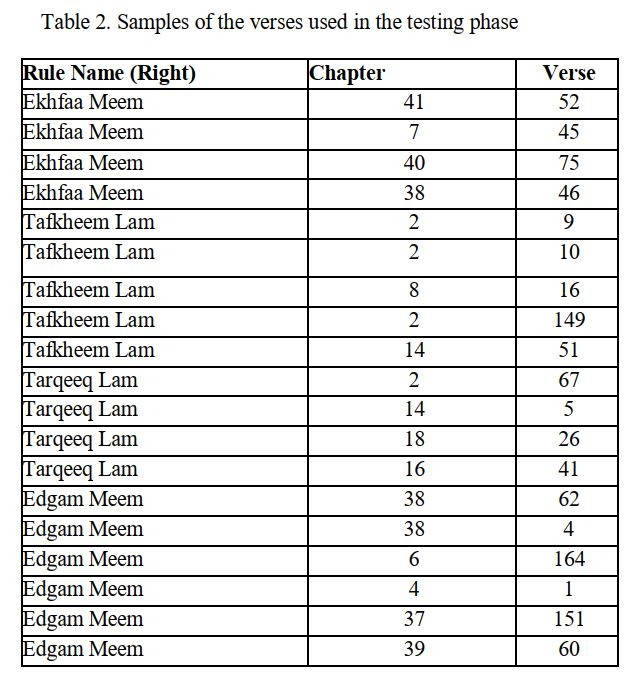 Table 2. Samples of the verses used in the testing phase
Rule Name (Right) Chapter Verse
Ekhfaa Meem 41 52
Ekhfaa Meem 7 45
Ekhfaa Meem 40 75
Ekhfaa Meem 38 46
Tafkheem Lam 2 9
Tafkheem Lam 2 10
Tafkheem Lam 8 16
Tafkheem Lam 2 149
Tafkheem Lam 14 51
Tarqeeq Lam 2 67
Tarqeeq Lam 14 5
Tarqeeq Lam 18 26
Tarqeeq Lam 16 41
Edgam Meem 38 62
Edgam Meem 38 4
Edgam Meem 6 164
Edgam Meem 4 1
Edgam Meem 37 151
Edgam Meem 39 60